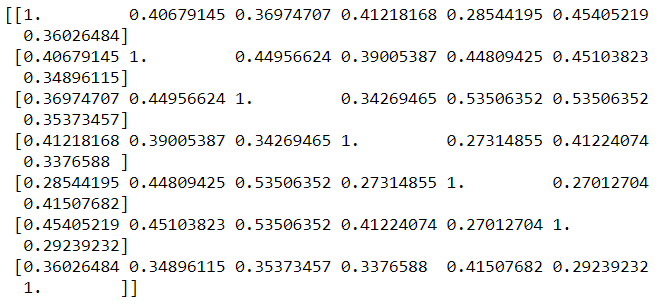 [[1.         0.40679145 0.36974707 0.41218168 0.28544195 0.45405219
  0.36026484]
 [0.40679145 1.         0.44956624 0.39005387 0.44809425 0.45103823
  0.34896115]
 [0.36974707 0.44956624 1.         0.34269465 0.53506352 0.53506352
  0.35373457]
 [0.41218168 0.39005387 0.34269465 1.         0.27314855 0.41224074
  0.3376588 ]
 [0.28544195 0.44809425 0.53506352 0.27314855 1.         0.27012704
  0.41507682]
 [0.45405219 0.45103823 0.53506352 0.41224074 0.27012704 1.
  0.29239232]
 [0.36026484 0.34896115 0.35373457 0.3376588  0.41507682 0.29239232
  1.        ]]